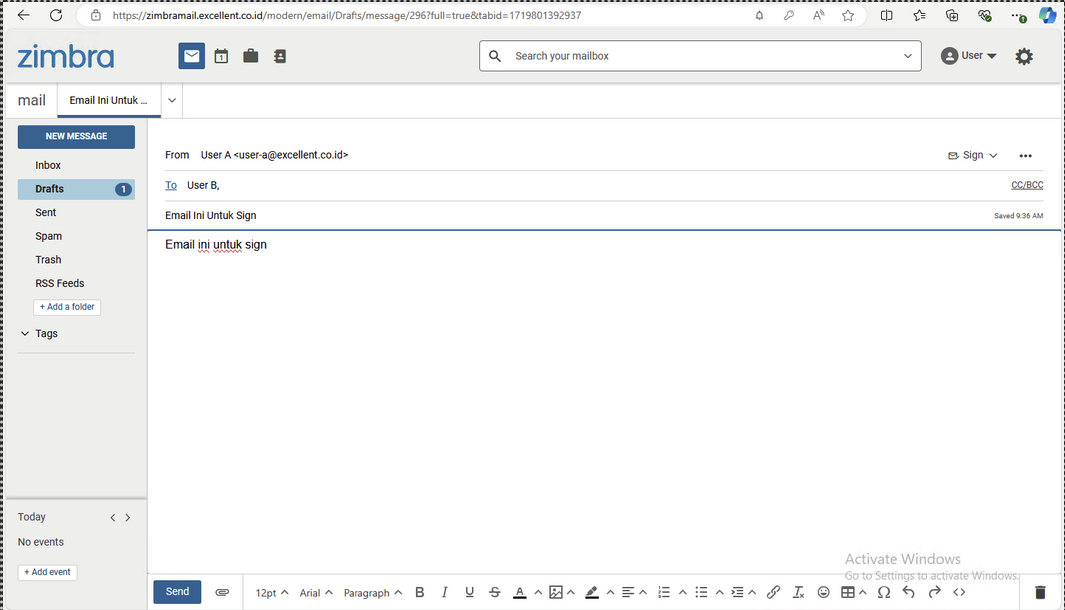 https://zimbramail.excellent.co.id/modern/email/Drafts/message/296?full=true&tabid=1719801392937
zimbra
1
Search your mailbox
User
mail
Email Ini Untuk ...
NEW MESSAGE
Inbox
Drafts 1
Sent
Spam
Trash
RSS Feeds
+ Add a folder
Tags
From User A <user-a@excellent.co.id>
Sign
To User B,
CC/BCC
Email Ini Untuk Sign
Saved 9:36 AM
Email ini untuk sign
Today
No events
+ Add event
Activate Windows
Go to Settings to activate Windows.
Send
12pt Arial Paragraph B I U S A Ω <>